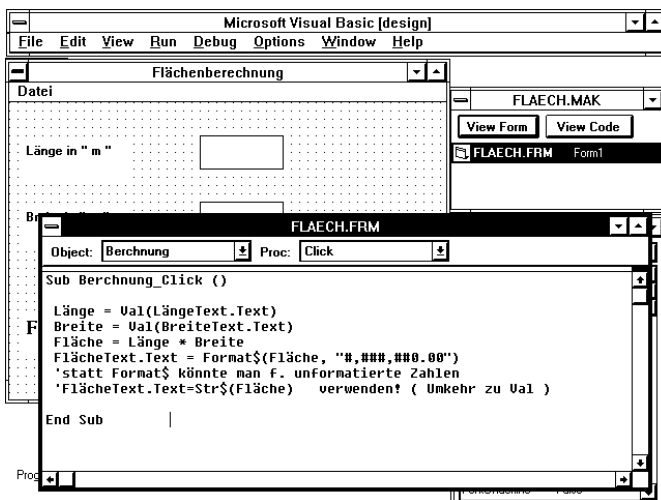 Microsoft Visual Basic [design]
File Edit View Run Debug Options Window Help
Flächenberechnung
Datei
Länge in " m "
FLAECH.MAK
View Form View Code
FLAECH.FRM Form1
FLAECH.FRM
Object: Berchnung Proc: Click
Sub Berchnung_Click ()
Länge = Val(LängeText.Text)
Breite = Val(BreiteText.Text)
Fläche = Länge * Breite
FlächeText.Text = Format$(Fläche, "#,###,##0.00")
'statt Format$ könnte man f. unformatierte Zahlen
'FlächeText.Text=Str$(Fläche) verwenden! ( Umkehr zu Val )
End Sub